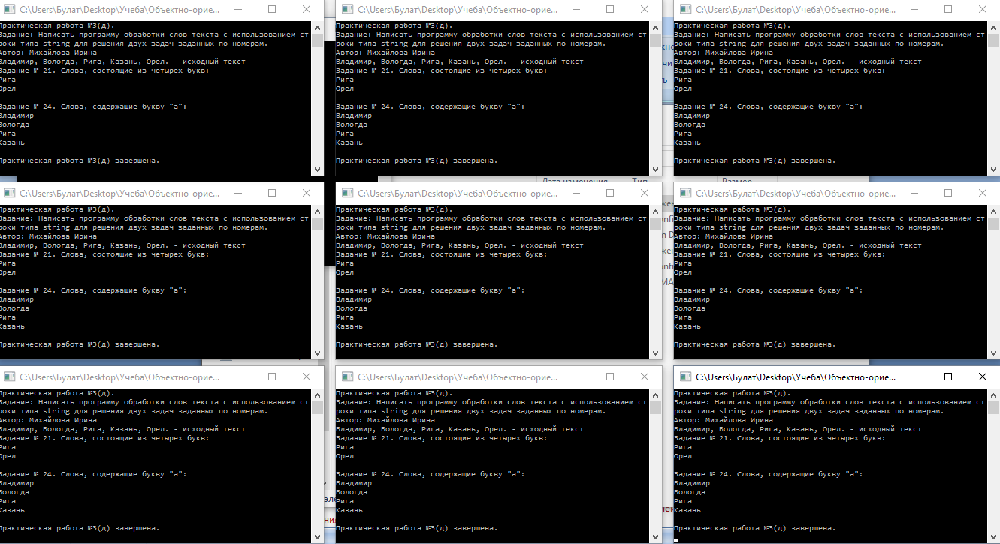 C:\Users\Булат\Desktop\Учеба\Объектно-орие...
Практическая работа №3(д).
Задание: Написать программу обработки слов текста с использованием ст
роки типа string для решения двух задач заданных по номерам.
Автор: Михайлова Ирина
Владимир, Вологда, Рига, Казань, Орел. - исходный текст
Задание № 21. Слова, состоящие из четырех букв:
Рига
Орел
Задание № 24. Слова, содержащие букву "а":
Владимир
Вологда
Рига
Казань
Практическая работа №3(д) завершена.
C:\Users\Булат\Desktop\Учеба\Объектно-орие...
Практическая работа №3(д).
Задание: Написать программу обработки слов текста с использованием ст
роки типа string для решения двух задач заданных по номерам.
Автор: Михайлова Ирина
Владимир, Вологда, Рига, Казань, Орел. - исходный текст
Задание № 21. Слова, состоящие из четырех букв:
Рига
Орел
Задание № 24. Слова, содержащие букву "а":
Владимир
Вологда
Рига
Казань
Практическая работа №3(д) завершена.
C:\Users\Булат\Desktop\Учеба\Объектно-орие...
Практическая работа №3(д).
Задание: Написать программу обработки слов текста с использованием ст
роки типа string для решения двух задач заданных по номерам.
Автор: Михайлова Ирина
Владимир, Вологда, Рига, Казань, Орел. - исходный текст
Задание № 21. Слова, состоящие из четырех букв:
Рига
Орел
Задание № 24. Слова, содержащие букву "а":
Владимир
Вологда
Рига
Казань
Практическая работа №3(д) завершена.
Дата изменения Тип Размер
C:\Users\Булат\Desktop\Учеба\Объектно-орие...
Практическая работа №3(д).
Задание: Написать программу обработки слов текста с использованием ст
роки типа string для решения двух задач заданных по номерам.
Автор: Михайлова Ирина
Владимир, Вологда, Рига, Казань, Орел. - исходный текст
Задание № 21. Слова, состоящие из четырех букв:
Рига
Орел
Задание № 24. Слова, содержащие букву "а":
Владимир
Вологда
Рига
Казань
Практическая работа №3(д) завершена.
C:\Users\Булат\Desktop\Учеба\Объектно-орие...
Практическая работа №3(д).
Задание: Написать программу обработки слов текста с использованием ст
роки типа string для решения двух задач заданных по номерам.
Автор: Михайлова Ирина
Владимир, Вологда, Рига, Казань, Орел. - исходный текст
Задание № 21. Слова, состоящие из четырех букв:
Рига
Орел
Задание № 24. Слова, содержащие букву "а":
Владимир
Вологда
Рига
Казань
Практическая работа №3(д) завершена.
C:\Users\Булат\Desktop\Учеба\Объектно-орие...
Практическая работа №3(д).
Задание: Написать программу обработки слов текста с использованием ст
роки типа string для решения двух задач заданных по номерам.
Автор: Михайлова Ирина
Владимир, Вологда, Рига, Казань, Орел. - исходный текст
Задание № 21. Слова, состоящие из четырех букв:
Рига
Орел
Задание № 24. Слова, содержащие букву "а":
Владимир
Вологда
Рига
Казань
Практическая работа №3(д) завершена.
C:\Users\Булат\Desktop\Учеба\Объектно-орие...
Практическая работа №3(д).
Задание: Написать программу обработки слов текста с использованием ст
роки типа string для решения двух задач заданных по номерам.
Автор: Михайлова Ирина
Владимир, Вологда, Рига, Казань, Орел. - исходный текст
Задание № 21. Слова, состоящие из четырех букв:
Рига
Орел
Задание № 24. Слова, содержащие букву "а":
Владимир
Вологда
Рига
Казань
Практическая работа №3(д) завершена.
C:\Users\Булат\Desktop\Учеба\Объектно-орие...
Практическая работа №3(д).
Задание: Написать программу обработки слов текста с использованием ст
роки типа string для решения двух задач заданных по номерам.
Автор: Михайлова Ирина
Владимир, Вологда, Рига, Казань, Орел. - исходный текст
Задание № 21. Слова, состоящие из четырех букв:
Рига
Орел
Задание № 24. Слова, содержащие букву "а":
Владимир
Вологда
Рига
Казань
Практическая работа №3(д) завершена.
C:\Users\Булат\Desktop\Учеба\Объектно-орие...
Практическая работа №3(д).
Задание: Написать программу обработки слов текста с использованием ст
роки типа string для решения двух задач заданных по номерам.
Автор: Михайлова Ирина
Владимир, Вологда, Рига, Казань, Орел. - исходный текст
Задание № 21. Слова, состоящие из четырех букв:
Рига
Орел
Задание № 24. Слова, содержащие букву "а":
Владимир
Вологда
Рига
Казань
Практическая работа №3(д) завершена.